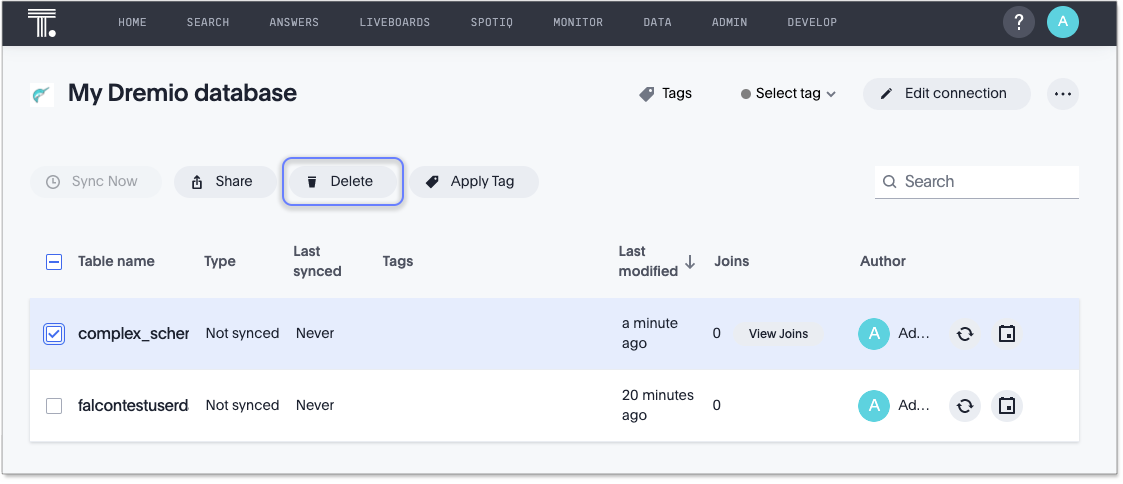 HOME SEARCH ANSWERS LIVEBOARDS SPOTIQ MONITOR DATA ADMIN DEVELOP ? A
My Dremio database Tags Select tag Edit connection ...
Sync Now Share Delete Apply Tag Search
Table name Type Last synced Tags Last modified Joins Author
complex_scher Not synced Never a minute ago 0 View Joins A Ad...
falcontestuserd Not synced Never 20 minutes ago 0 A Ad...